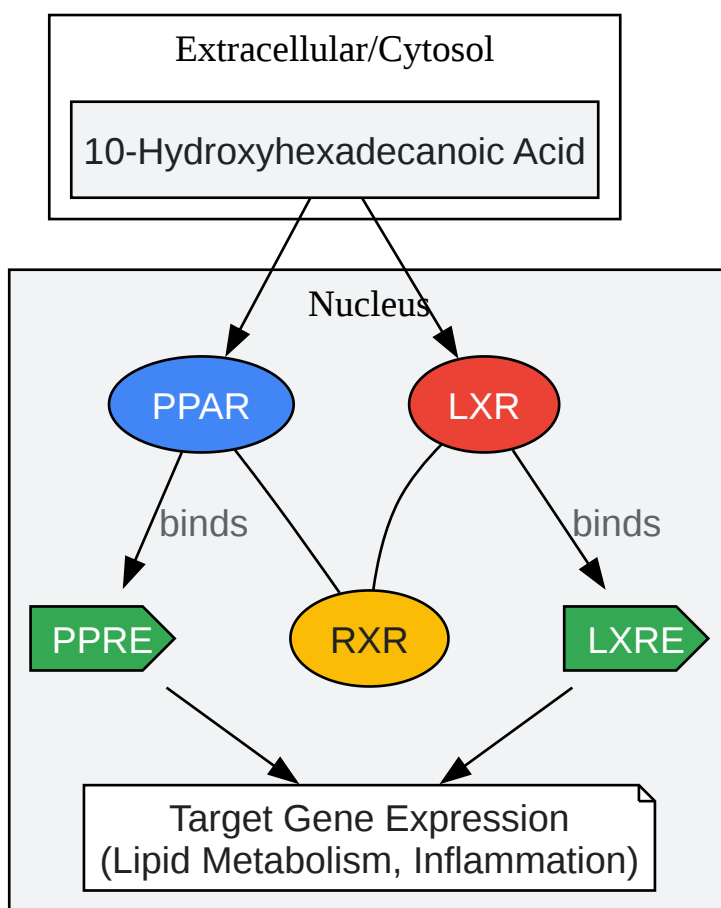 Extracellular/Cytosol
10-Hydroxyhexadecanoic Acid
Nucleus
PPAR
LXR
binds
binds
PPRE
RXR
LXRE
Target Gene Expression
(Lipid Metabolism, Inflammation)